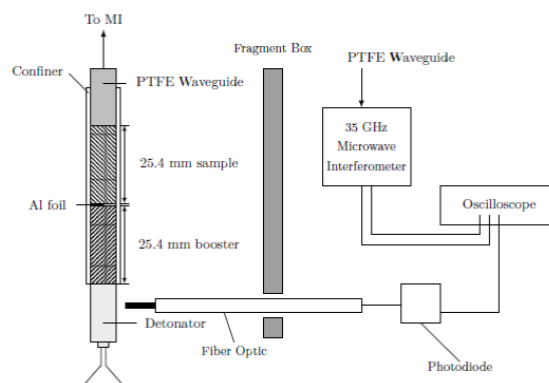 To MI
Confiner
PTFE Waveguide
Fragment Box
PTFE Waveguide
25.4 mm sample
35 GHz
Microwave
Interferometer
Al foil
Oscilloscope
25.4 mm booster
Detonator
Fiber Optic
Photodiode